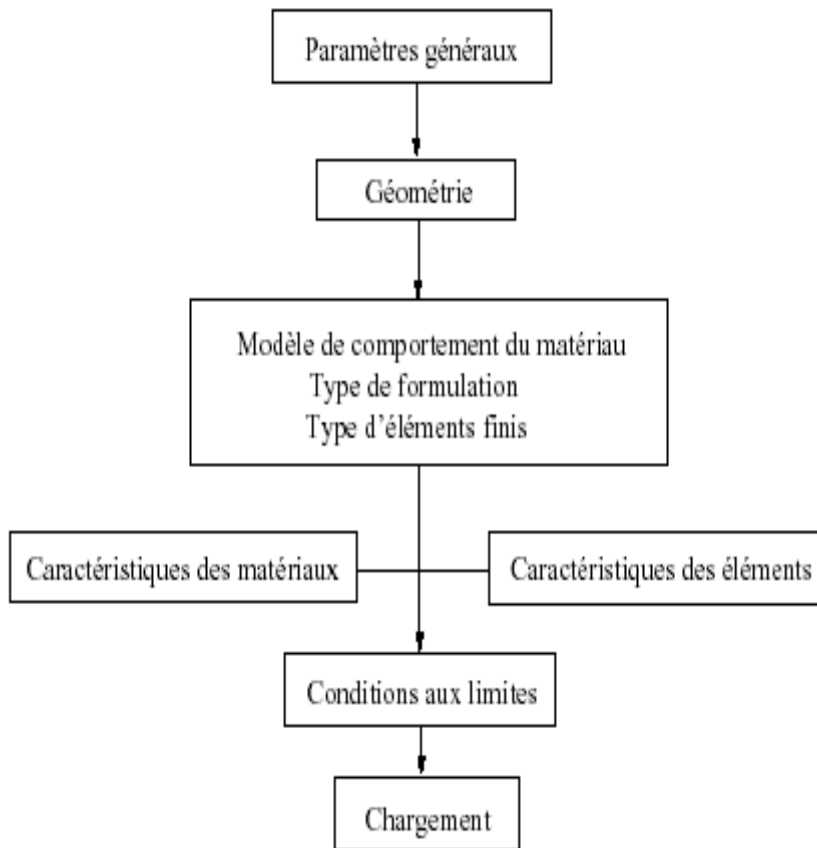 Paramètres généraux
Géométrie
Modèle de comportement du matériau
Type de formulation
Type d'éléments finis
Caractéristiques des matériaux
Caractéristiques des éléments
Conditions aux limites
Chargement